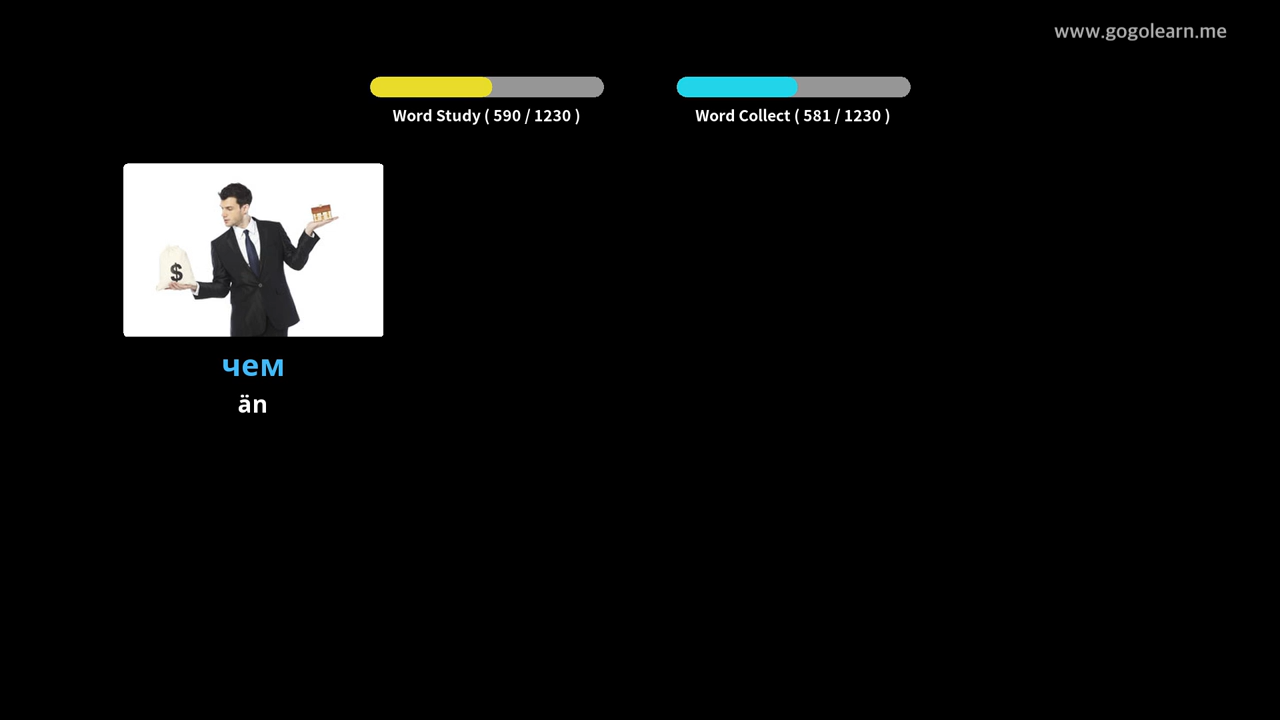 www.gogolearn.me
Word Study ( 590 / 1230 )
Word Collect ( 581 / 1230 )
$
чем
än